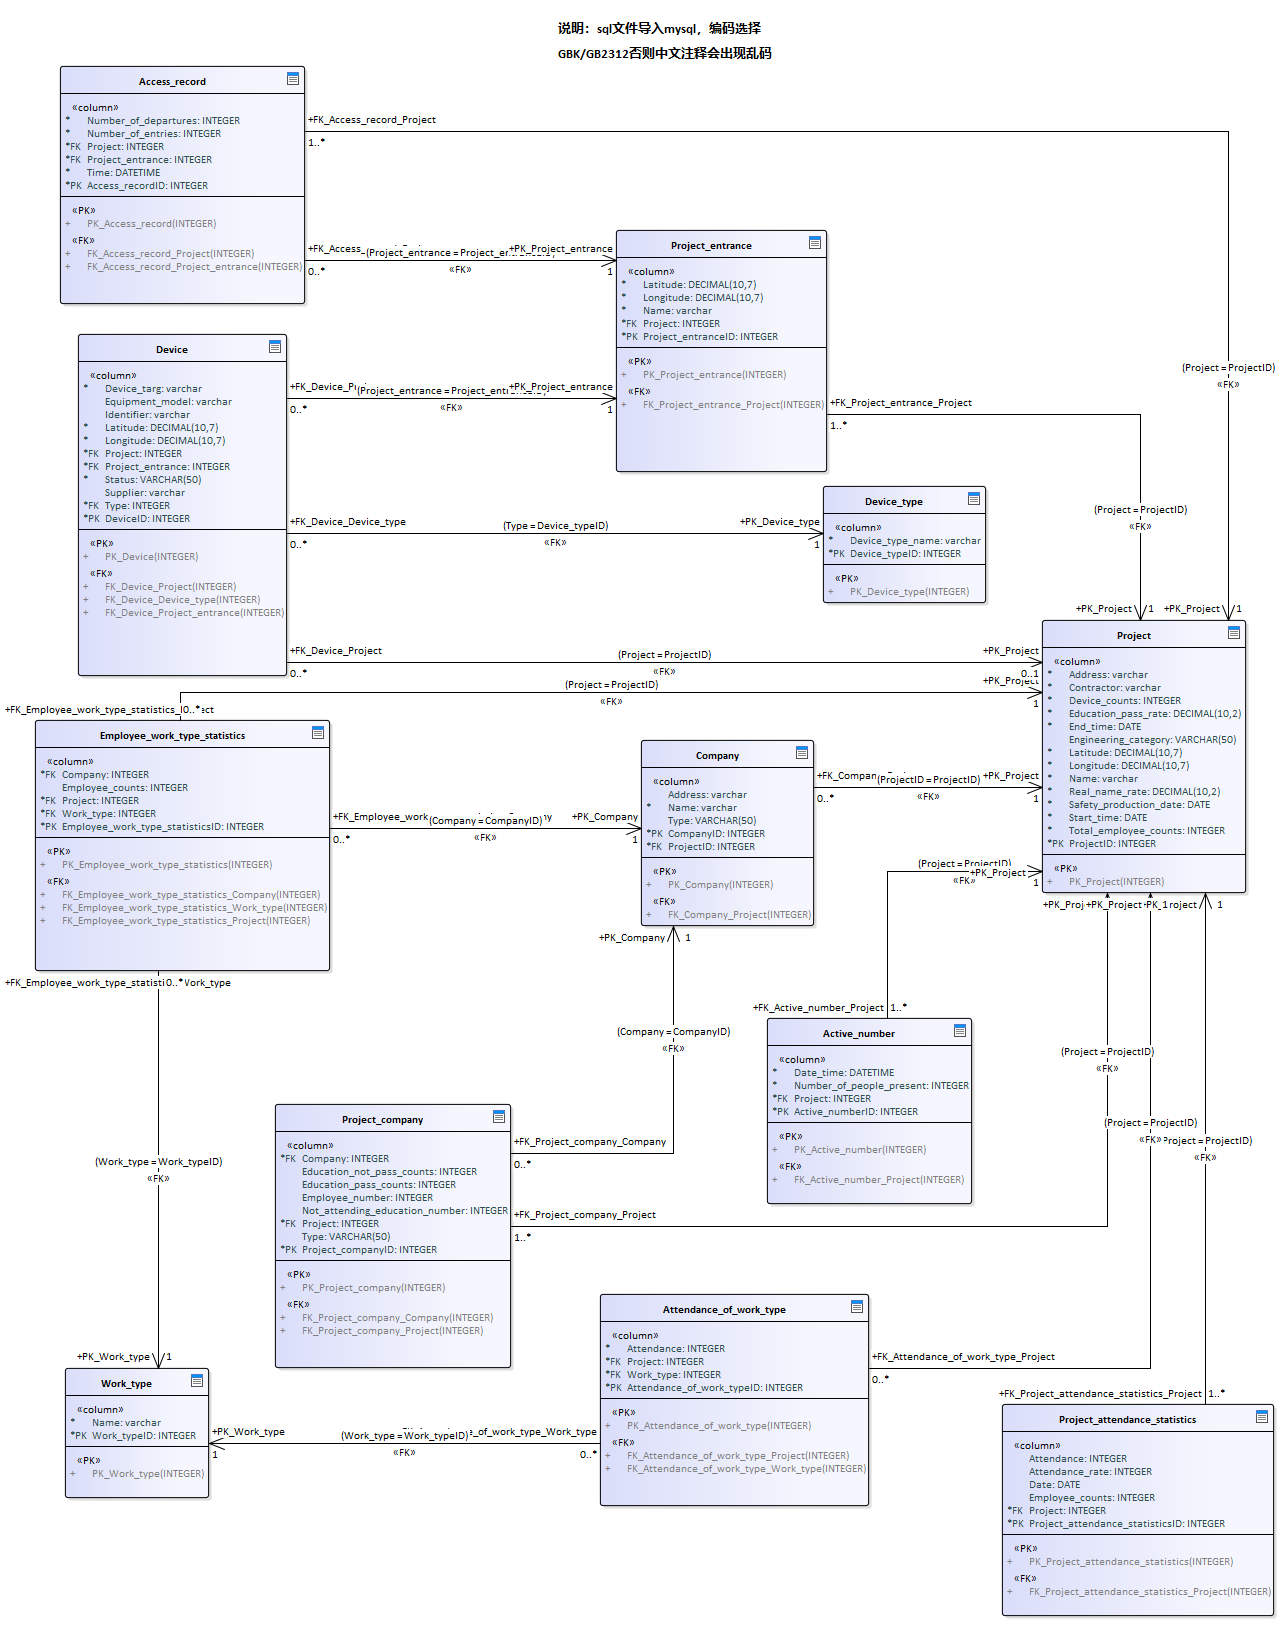 说明：sql文件导入mysql，编码选择
GBK/GB2312否则中文注释会出现乱码
Access_record
«column»
* Number_of_departures: INTEGER
* Number_of_entries: INTEGER
*FK Project: INTEGER
*FK Project_entrance: INTEGER
* Time: DATETIME
*PK Access_recordID: INTEGER
«PK»
+ PK_Access_record(INTEGER)
«FK»
+ FK_Access_record_Project(INTEGER)
+ FK_Access_record_Project_entrance(INTEGER)
+FK_Access_record_Project
1..*
(Project = ProjectID)
«FK»
+PK_Project
1
+FK_Access_
0..*
(Project_entrance = Project_entranceID)
«FK»
+PK_Project_entrance
1
Project_entrance
«column»
* Latitude: DECIMAL(10,7)
* Longitude: DECIMAL(10,7)
* Name: varchar
*FK Project: INTEGER
*PK Project_entranceID: INTEGER
«PK»
+ PK_Project_entrance(INTEGER)
«FK»
+ FK_Project_entrance_Project(INTEGER)
+FK_Project_entrance_Project
1..*
(Project = ProjectID)
«FK»
+PK_Project
1
Device
«column»
* Device_targ: varchar
Equipment_model: varchar
Identifier: varchar
* Latitude: DECIMAL(10,7)
* Longitude: DECIMAL(10,7)
*FK Project: INTEGER
*FK Project_entrance: INTEGER
* Status: VARCHAR(50)
Supplier: varchar
*FK Type: INTEGER
*PK DeviceID: INTEGER
«PK»
+ PK_Device(INTEGER)
«FK»
+ FK_Device_Project(INTEGER)
+ FK_Device_Device_type(INTEGER)
+ FK_Device_Project_entrance(INTEGER)
+FK_Device_P
0..*
(Project_entrance = Project_entranceID)
«FK»
+PK_Project_entrance
1
+FK_Device_Device_type
0..*
(Type = Device_typeID)
«FK»
+PK_Device_type
1
Device_type
«column»
* Device_type_name: varchar
*PK Device_typeID: INTEGER
«PK»
+ PK_Device_type(INTEGER)
+FK_Device_Project
0..*
(Project = ProjectID)
«FK»
+PK_Project
0..1
Project
«column»
* Address: varchar
* Contractor: varchar
* Device_counts: INTEGER
* Education_pass_rate: DECIMAL(10,2)
* End_time: DATE
Engineering_category: VARCHAR(50)
* Latitude: DECIMAL(10,7)
* Longitude: DECIMAL(10,7)
* Name: varchar
* Real_name_rate: DECIMAL(10,2)
* Safety_production_date: DATE
* Start_time: DATE
* Total_employee_counts: INTEGER
*PK ProjectID: INTEGER
«PK»
+ PK_Project(INTEGER)
+FK_Employee_work_type_statistics_ ject
0..*
(Project = ProjectID)
«FK»
+PK_Project
1
Employee_work_type_statistics
«column»
*FK Company: INTEGER
Employee_counts: INTEGER
*FK Project: INTEGER
*FK Work_type: INTEGER
*PK Employee_work_type_statisticsID: INTEGER
«PK»
+ PK_Employee_work_type_statistics(INTEGER)
«FK»
+ FK_Employee_work_type_statistics_Company(INTEGER)
+ FK_Employee_work_type_statistics_Work_type(INTEGER)
+ FK_Employee_work_type_statistics_Project(INTEGER)
+FK_Employee_work ny
0..*
(Company = CompanyID)
«FK»
+PK_Company
1
Company
«column»
Address: varchar
* Name: varchar
Type: VARCHAR(50)
*PK CompanyID: INTEGER
*FK ProjectID: INTEGER
«PK»
+ PK_Company(INTEGER)
«FK»
+ FK_Company_Project(INTEGER)
+FK_Compan
0..*
(ProjectID = ProjectID)
«FK»
+PK_Project
1
(Project = ProjectID)
«FK»
+PK_Project
1
+PK_Proj +PK_Project PK_1 roject 1
+PK_Company 1
+FK_Employee_work_type_statisti 0..* Work_type
+FK_Active_number_Project 1..*
Active_number
«column»
* Date_time: DATETIME
* Number_of_people_present: INTEGER
*FK Project: INTEGER
*PK Active_numberID: INTEGER
«PK»
+ PK_Active_number(INTEGER)
«FK»
+ FK_Active_number_Project(INTEGER)
(Company = CompanyID)
«FK»
(Project = ProjectID)
«FK»
(Project = ProjectID)
«FK»
Project = ProjectID)
«FK»
Project_company
«column»
*FK Company: INTEGER
Education_not_pass_counts: INTEGER
Education_pass_counts: INTEGER
Employee_number: INTEGER
Not_attending_education_number: INTEGER
*FK Project: INTEGER
Type: VARCHAR(50)
*PK Project_companyID: INTEGER
«PK»
+ PK_Project_company(INTEGER)
«FK»
+ FK_Project_company_Company(INTEGER)
+ FK_Project_company_Project(INTEGER)
+FK_Project_company_Company
0..*
+FK_Project_company_Project
1..*
(Work_type = Work_typeID)
«FK»
+PK_Work_type 1
Work_type
«column»
* Name: varchar
*PK Work_typeID: INTEGER
«PK»
+ PK_Work_type(INTEGER)
+PK_Work_type
1
(Work_type = Work_typeID)
«FK»
_of_work_type_Work_type
0..*
Attendance_of_work_type
«column»
* Attendance: INTEGER
*FK Project: INTEGER
*FK Work_type: INTEGER
*PK Attendance_of_work_typeID: INTEGER
«PK»
+ PK_Attendance_of_work_type(INTEGER)
«FK»
+ FK_Attendance_of_work_type_Project(INTEGER)
+ FK_Attendance_of_work_type_Work_type(INTEGER)
+FK_Attendance_of_work_type_Project
0..*
+FK_Project_attendance_statistics_Project 1..*
Project_attendance_statistics
«column»
Attendance: INTEGER
Attendance_rate: INTEGER
Date: DATE
Employee_counts: INTEGER
*FK Project: INTEGER
*PK Project_attendance_statisticsID: INTEGER
«PK»
+ PK_Project_attendance_statistics(INTEGER)
«FK»
+ FK_Project_attendance_statistics_Project(INTEGER)